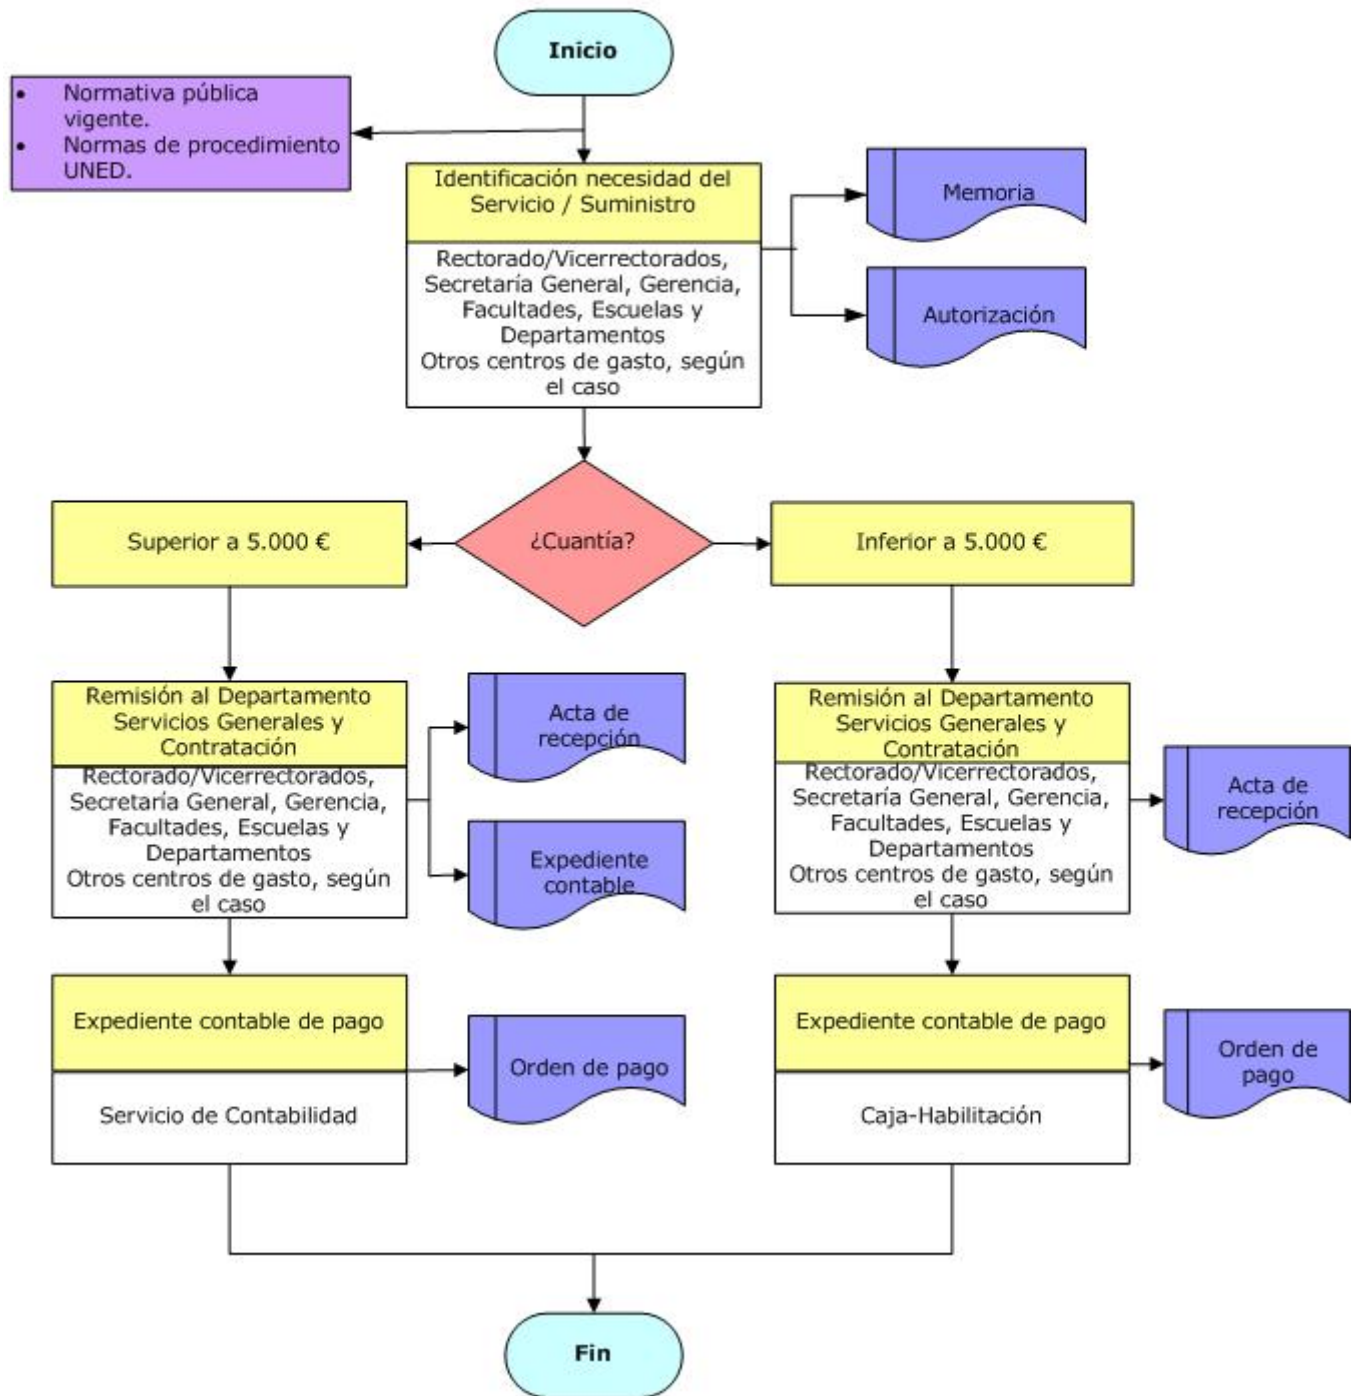 Inicio
• Normativa pública
vigente.
• Normas de procedimiento
UNED.
Identificación necesidad del
Servicio / Suministro
Rectorado/Vicerrectorados,
Secretaría General, Gerencia,
Facultades, Escuelas y
Departamentos
Otros centros de gasto, según
el caso
Memoria
Autorización
¿Cuantía?
Superior a 5.000 €
Inferior a 5.000 €
Remisión al Departamento
Servicios Generales y
Contratación
Rectorado/Vicerrectorados,
Secretaría General, Gerencia,
Facultades, Escuelas y
Departamentos
Otros centros de gasto, según
el caso
Acta de
recepción
Expediente
contable
Remisión al Departamento
Servicios Generales y
Contratación
Rectorado/Vicerrectorados,
Secretaría General, Gerencia,
Facultades, Escuelas y
Departamentos
Otros centros de gasto, según
el caso
Acta de
recepción
Expediente contable de pago
Servicio de Contabilidad
Orden de pago
Expediente contable de pago
Caja-Habilitación
Orden de
pago
Fin